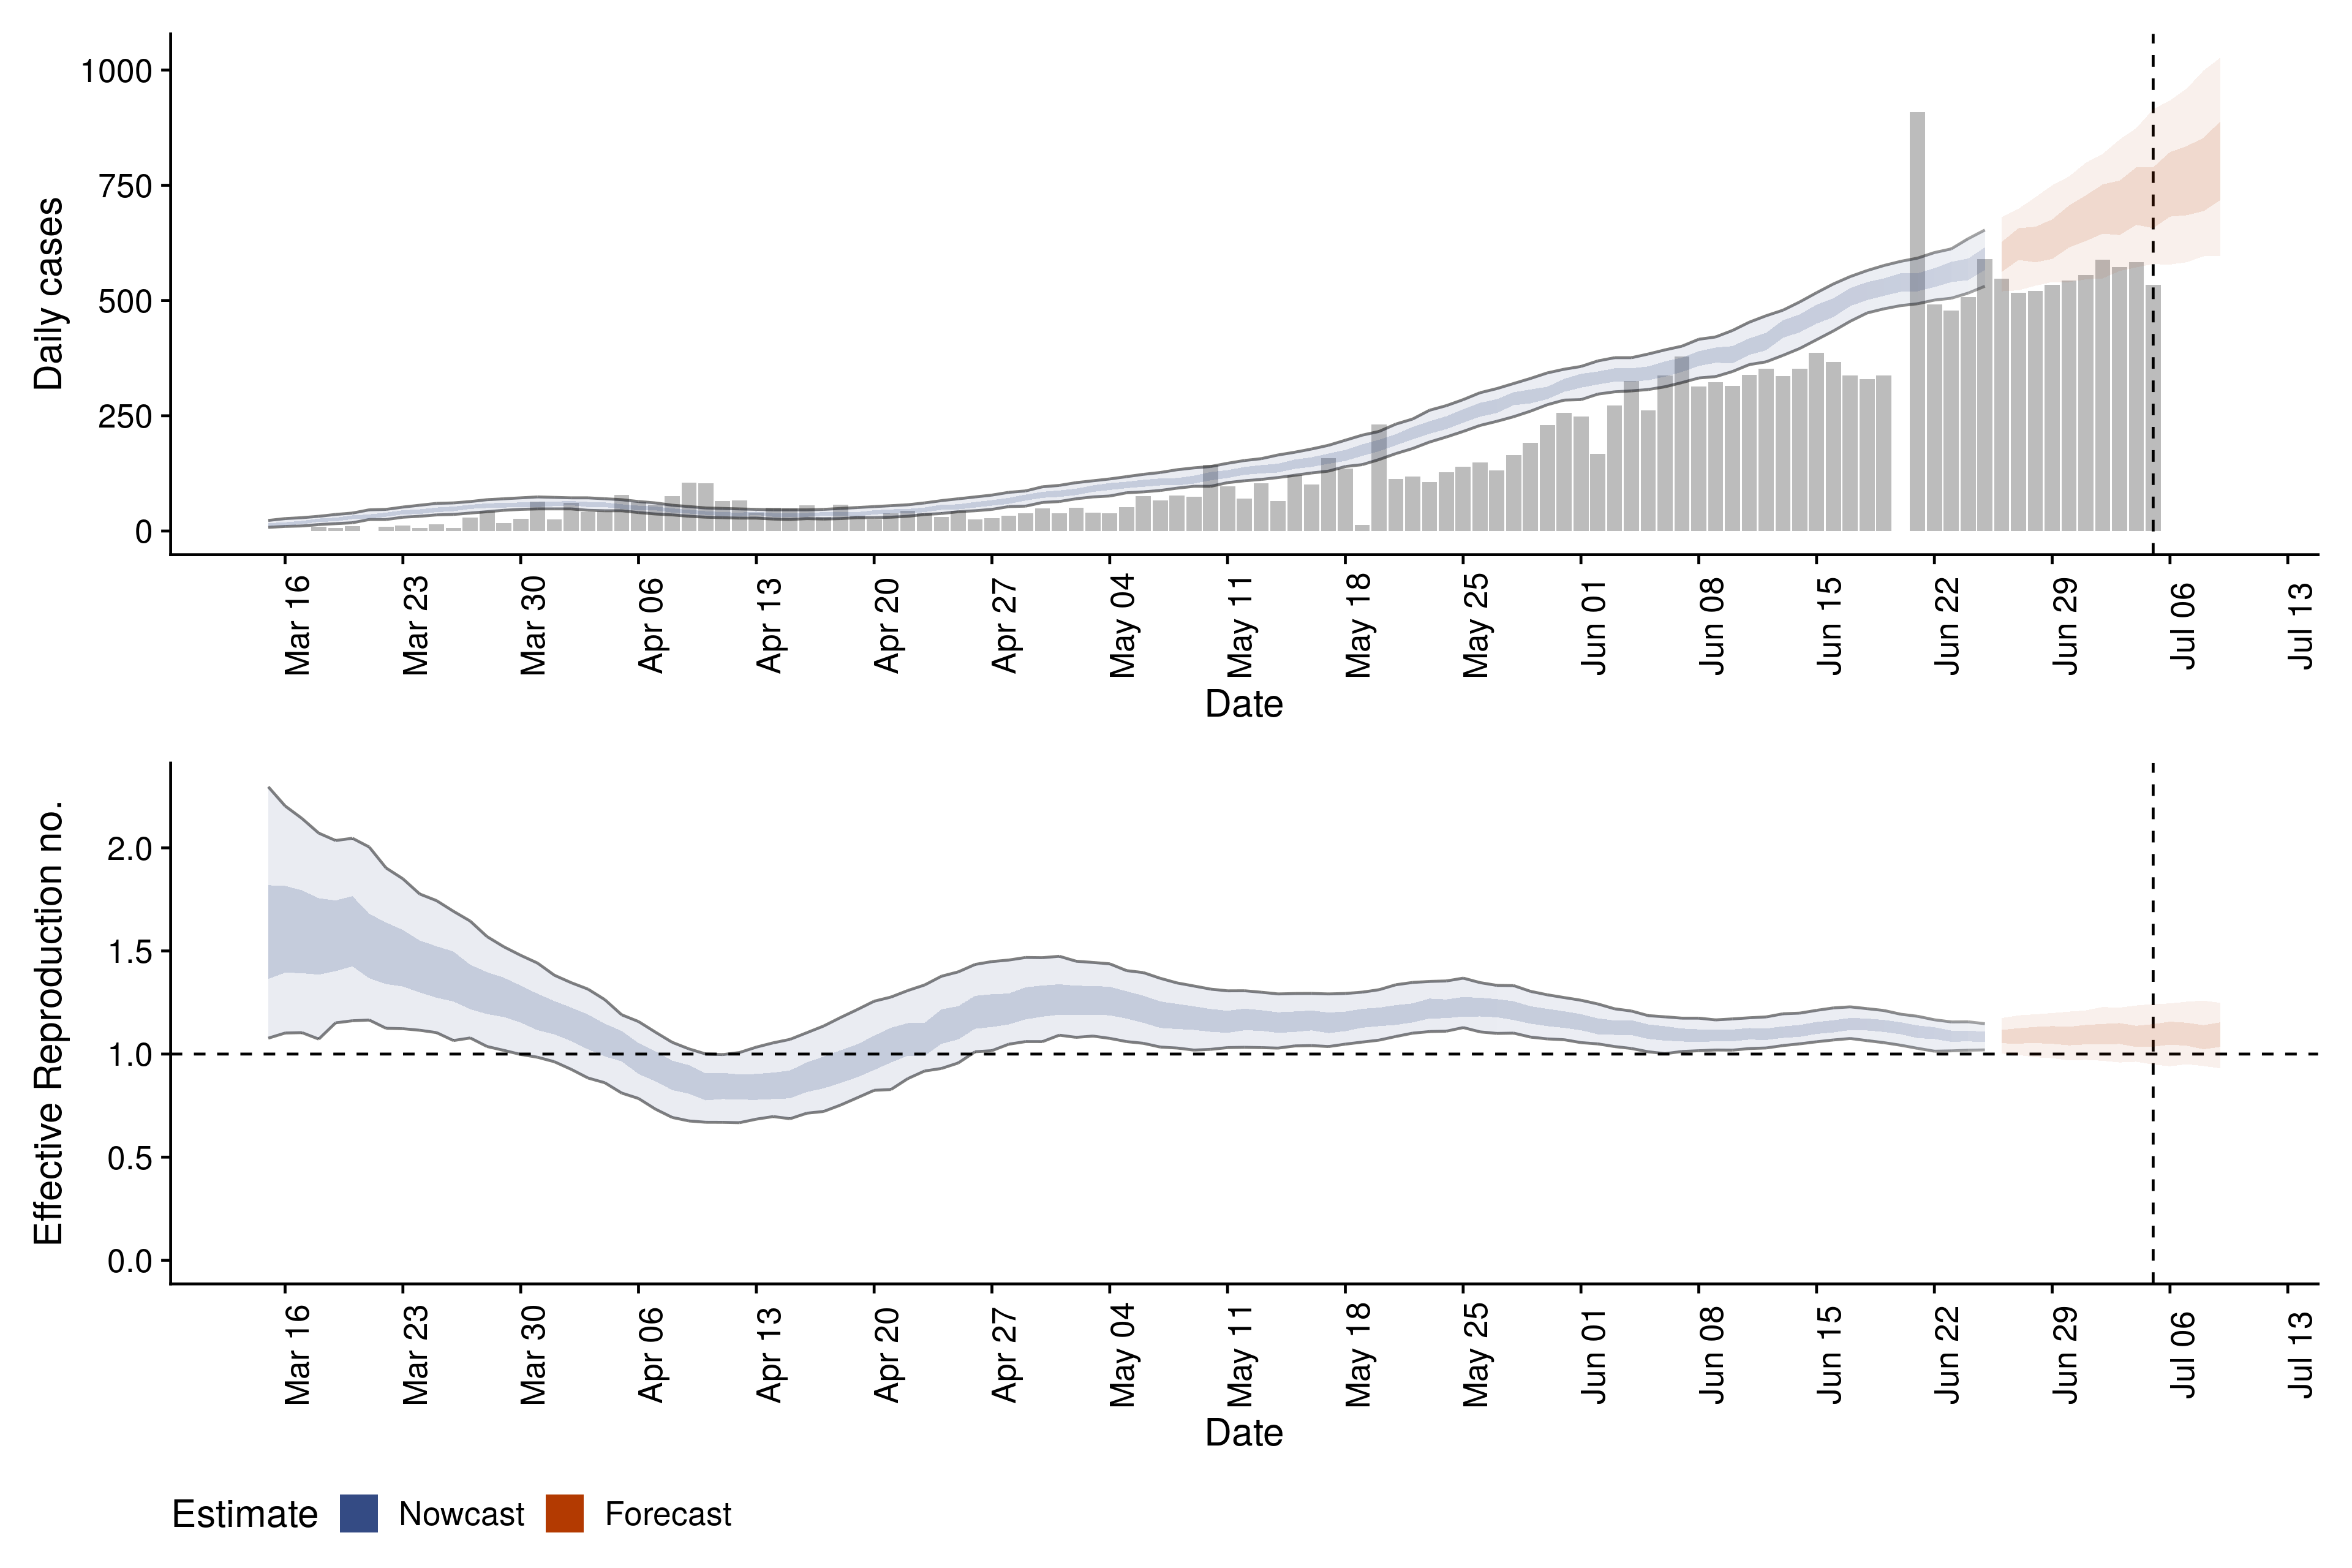 Daily cases
1000
750
500
250
0
Mar 16
Mar 23
Mar 30
Apr 06
Apr 13
Apr 20
Apr 27
May 04
May 11
May 18
May 25
Jun 01
Jun 08
Jun 15
Jun 22
Jun 29
Jul 06
Jul 13
Date
Effective Reproduction no.
2.0
1.5
1.0
0.5
0.0
Mar 16
Mar 23
Mar 30
Apr 06
Apr 13
Apr 20
Apr 27
May 04
May 11
May 18
May 25
Jun 01
Jun 08
Jun 15
Jun 22
Jun 29
Jul 06
Jul 13
Date
Estimate Nowcast Forecast